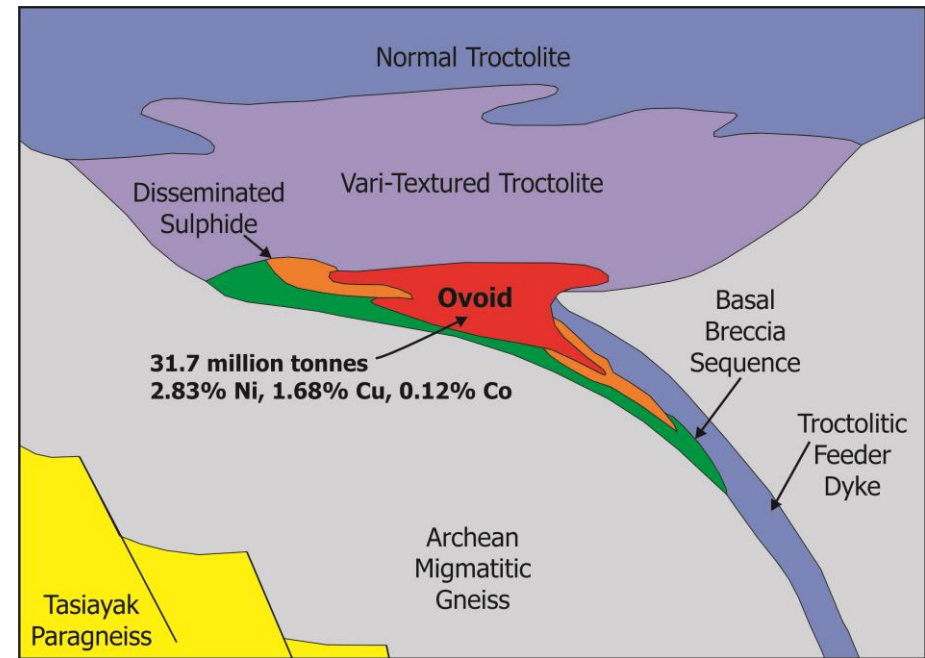 Normal Troctolite
Vari-Textured Troctolite
Disseminated
Sulphide
Ovoid
31.7 million tonnes
2.83% Ni, 1.68% Cu, 0.12% Co
Basal
Breccia
Sequence
Troctolitic
Feeder
Dyke
Archean
Migmatitic
Gneiss
Tasiayak
Paragneiss